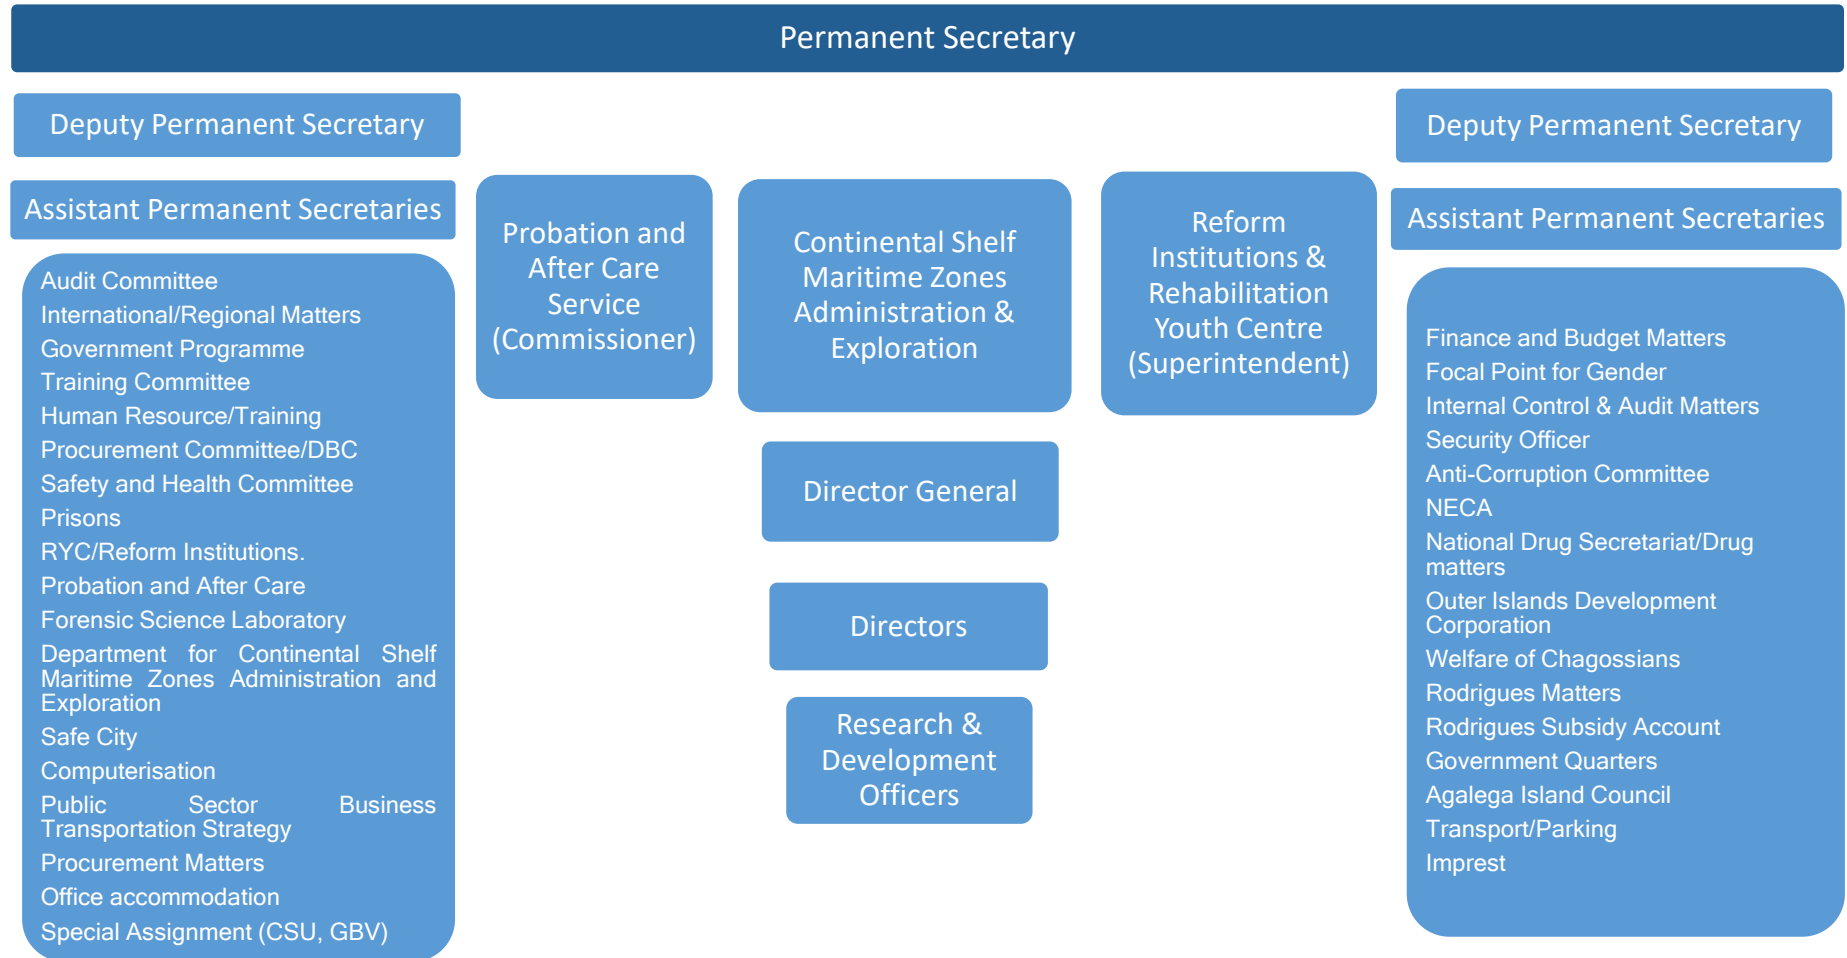 Permanent Secretary
Deputy Permanent Secretary
Assistant Permanent Secretaries
Audit Committee
International/Regional Matters
Government Programme
Training Committee
Human Resource/Training
Procurement Committee/DBC
Safety and Health Committee
Prisons
RYC/Reform Institutions.
Probation and After Care
Forensic Science Laboratory
Department for Continental Shelf
Maritime Zones Administration and
Exploration
Safe City
Computerisation
Public Sector Business
Transportation Strategy
Procurement Matters
Office accommodation
Special Assignment (CSU, GBV)
Probation and
After Care
Service
(Commissioner)
Continental Shelf
Maritime Zones
Administration &
Exploration
Director General
Directors
Research &
Development
Officers
Reform
Institutions &
Rehabilitation
Youth Centre
(Superintendent)
Deputy Permanent Secretary
Assistant Permanent Secretaries
Finance and Budget Matters
Focal Point for Gender
Internal Control & Audit Matters
Security Officer
Anti-Corruption Committee
NECA
National Drug Secretariat/Drug
matters
Outer Islands Development
Corporation
Welfare of Chagossians
Rodrigues Matters
Rodrigues Subsidy Account
Government Quarters
Agalega Island Council
Transport/Parking
Imprest